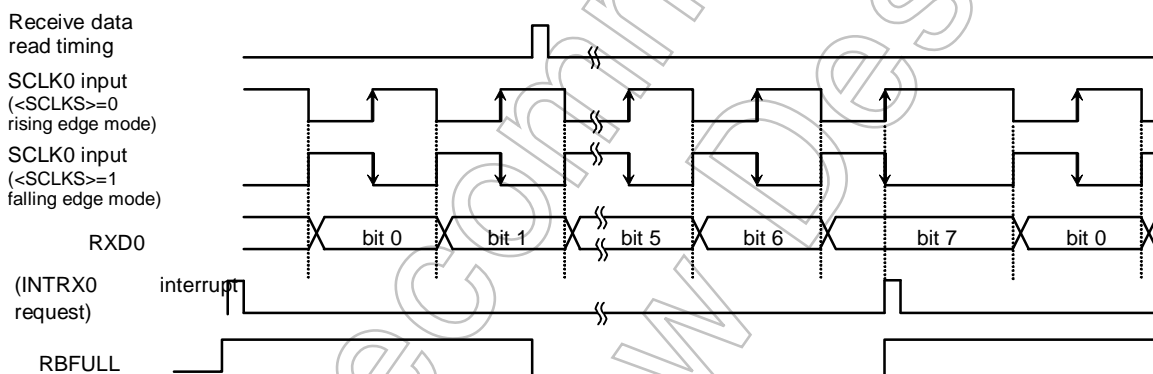 Receive data
read timing
SCLK0 input
(<SCLKS>=0
rising edge mode)
SCLK0 input
(<SCLKS>=1
falling edge mode)
RXD0
bit 0
bit 1
bit 5
bit 6
bit 7
bit 0
(INTRX0 interrupt
request)
RBFULL